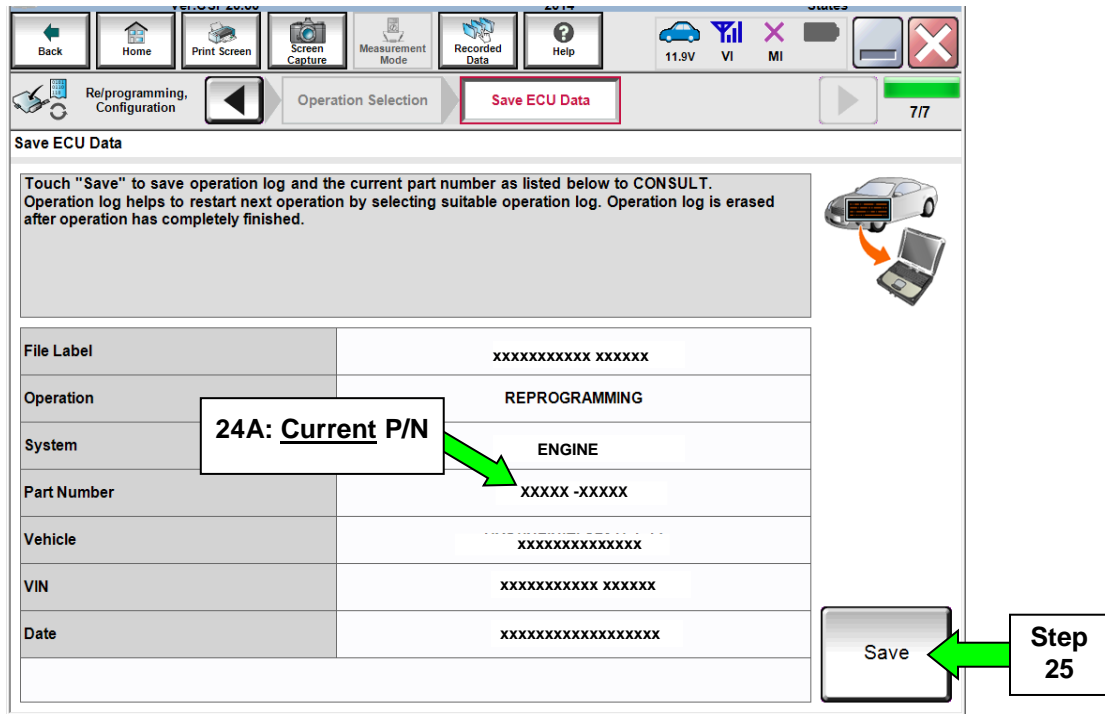 2014
Back
Home
Print Screen
Screen Capture
Measurement Mode
Recorded Data
Help
11.9V
VI
MI
Re/programming, Configuration
Operation Selection
Save ECU Data
7/7
Save ECU Data
Touch "Save" to save operation log and the current part number as listed below to CONSULT.
Operation log helps to restart next operation by selecting suitable operation log. Operation log is erased
after operation has completely finished.
File Label
xxxxxxxxxxx xxxxxx
Operation
REPROGRAMMING
24A: Current P/N
System
ENGINE
Part Number
XXXXX -XXXXX
Vehicle
xxxxxxxxxxxxxx
VIN
xxxxxxxxxxx xxxxxx
Date
xxxxxxxxxxxxxxxxxx
Save
Step
25